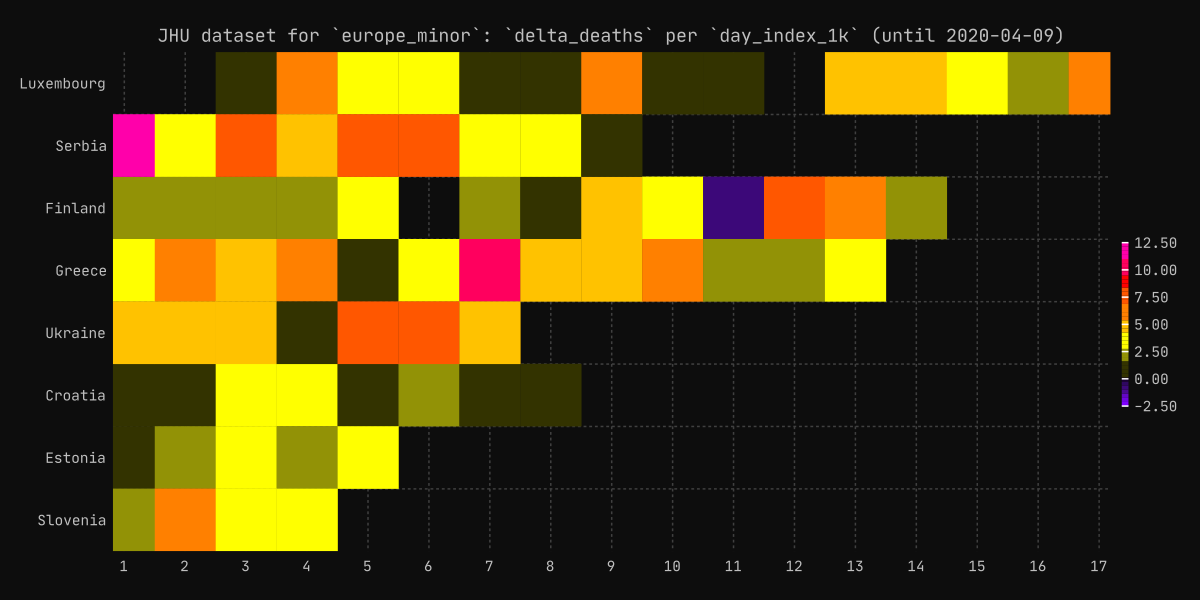 JHU dataset for `europe_minor`: `delta_deaths` per `day_index_1k` (until 2020-04-09)
Luxembourg
Serbia
Finland
Greece
Ukraine
Croatia
Estonia
Slovenia
12.50
10.00
7.50
5.00
2.50
0.00
-2.50
1 2 3 4 5 6 7 8 9 10 11 12 13 14 15 16 17